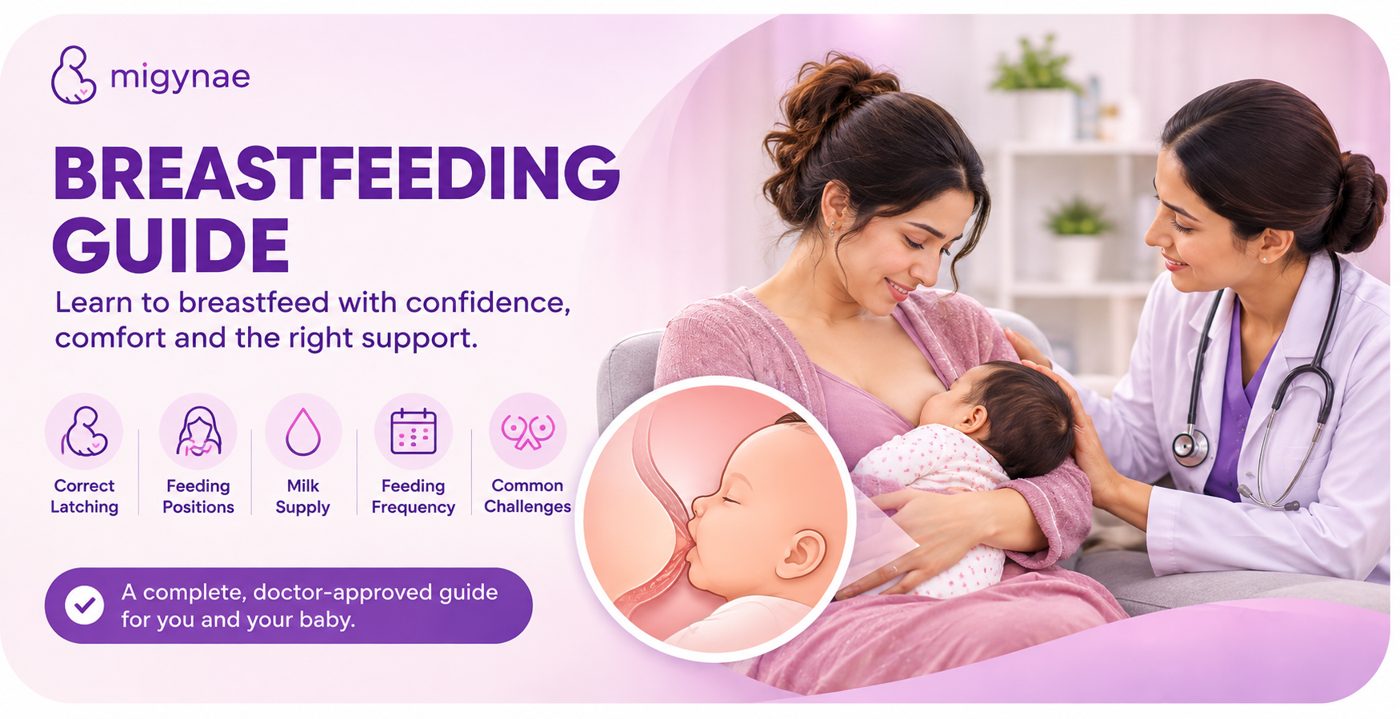 migynae
BREASTFEEDING
GUIDE
Learn to breastfeed with confidence,
comfort and the right support.
Correct
Latching
Feeding
Positions
Milk
Supply
Feeding
Frequency
Common
Challenges
A complete, doctor-approved guide
for you and your baby.